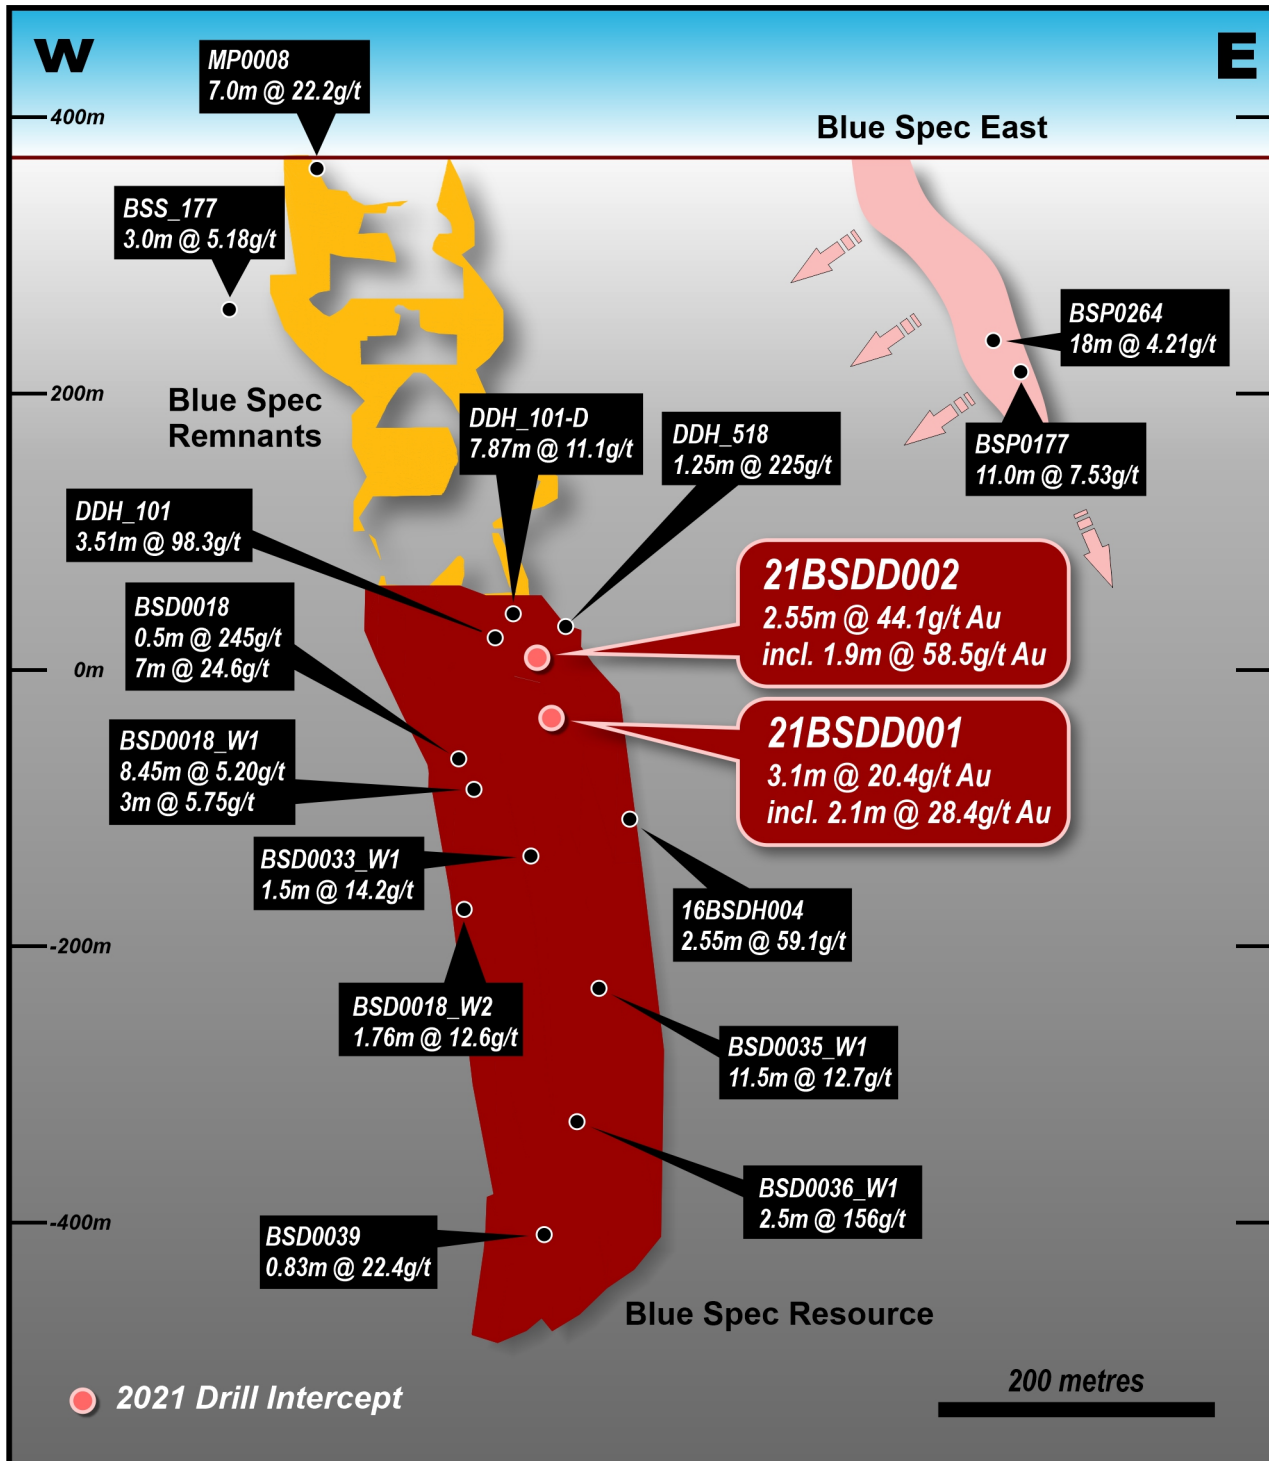 W
E
MP0008
7.0m @ 22.2g/t
400m
Blue Spec East
BSS_177
3.0m @ 5.18g/t
BSP0264
18m @ 4.21g/t
200m
Blue Spec
Remnants
DDH_101-D
7.87m @ 11.1g/t
DDH_518
1.25m @ 225g/t
BSP0177
11.0m @ 7.53g/t
DDH_101
3.51m @ 98.3g/t
21BSDD002
2.55m @ 44.1g/t Au
incl. 1.9m @ 58.5g/t Au
BSD0018
0.5m @ 245g/t
7m @ 24.6g/t
0m
21BSDD001
3.1m @ 20.4g/t Au
incl. 2.1m @ 28.4g/t Au
BSD0018_W1
8.45m @ 5.20g/t
3m @ 5.75g/t
BSD0033_W1
1.5m @ 14.2g/t
16BSDH004
2.55m @ 59.1g/t
-200m
BSD0018_W2
1.76m @ 12.6g/t
BSD0035_W1
11.5m @ 12.7g/t
BSD0036_W1
2.5m @ 156g/t
-400m
BSD0039
0.83m @ 22.4g/t
Blue Spec Resource
2021 Drill Intercept
200 metres